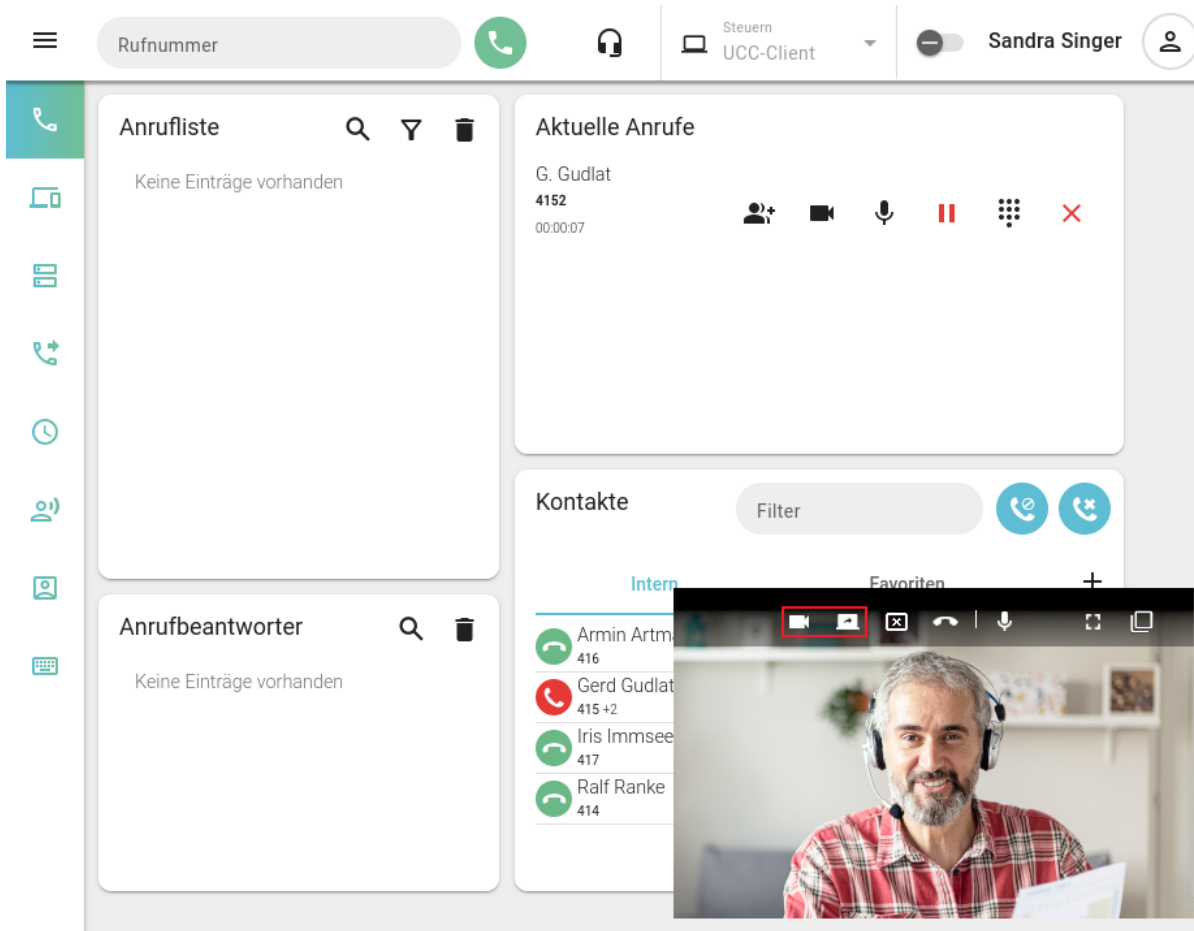 Rufnummer
Steuern
UCC-Client
Sandra Singer
Anrufliste
Keine Einträge vorhanden
Aktuelle Anrufe
G. Gudlat
4152
00:00:07
Kontakte
Filter
Intern
Favoriten
Armin
416
Gerd Gudlat
415 +2
Iris Immsee
417
Ralf Ranke
414
Anrufbeantworter
Keine Einträge vorhanden